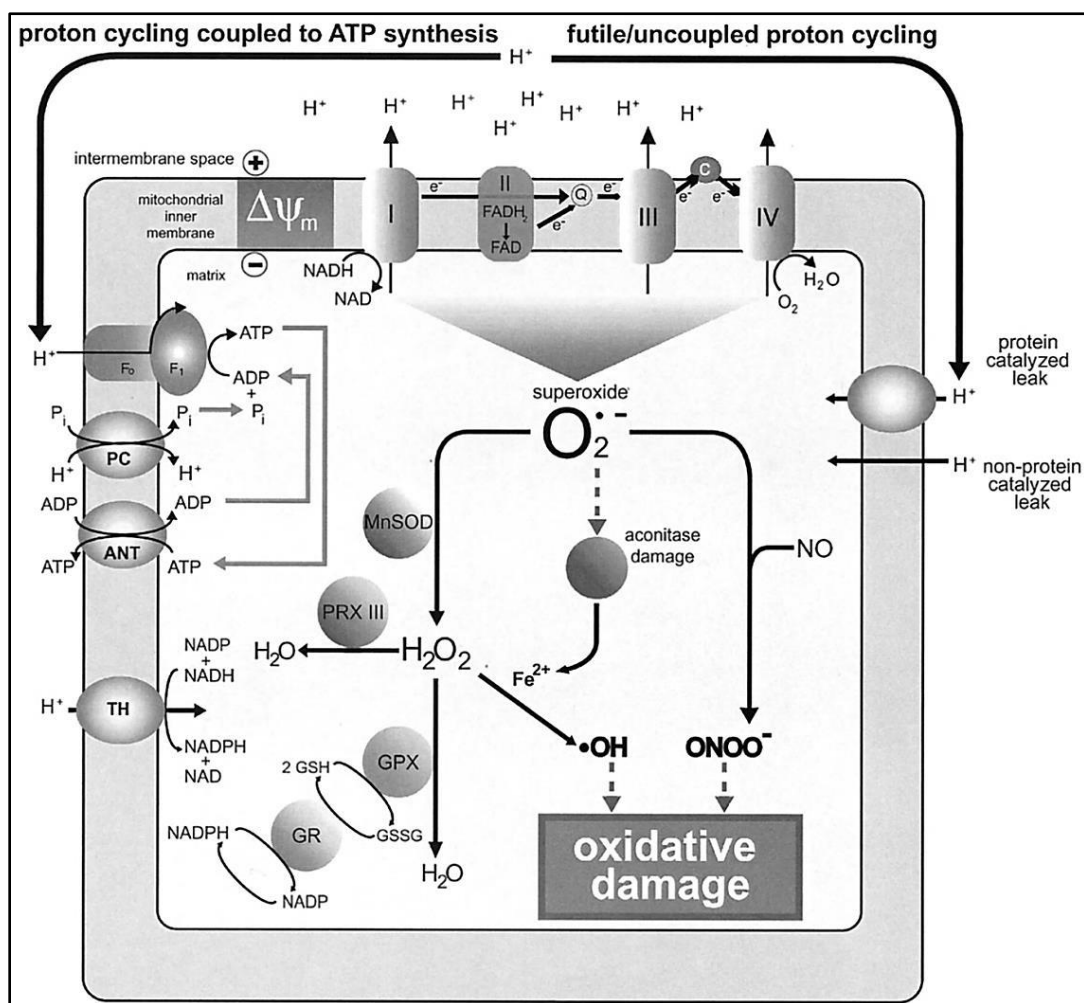 proton cycling coupled to ATP synthesis
futile/uncoupled proton cycling
H⁺
H⁺ H⁺ H⁺ H⁺ H⁺ H⁺ H⁺ H⁺
intermembrane space +
mitochondrial
inner
membrane
ΔΨm
matrix −
I
e⁻
II
FADH₂
FAD
e⁻
Q
e⁻
III
e⁻
C
e⁻
IV
NADH
NAD
H₂O
O₂
H⁺
F₀
F₁
ATP
ADP
+
Pᵢ
Pᵢ
Pᵢ
PC
H⁺
H⁺
ADP
ADP
ANT
ATP
ATP
protein
catalyzed
leak
H⁺
H⁺
non-protein
catalyzed
leak
superoxide
O₂•⁻
MnSOD
aconitase
damage
NO
PRX III
H₂O
H₂O₂
Fe²⁺
NADP
+
NADH
H⁺
TH
NADPH
+
NAD
•OH
ONOO⁻
2 GSH
GPX
GSSG
NADPH
GR
NADP
H₂O
oxidative
damage